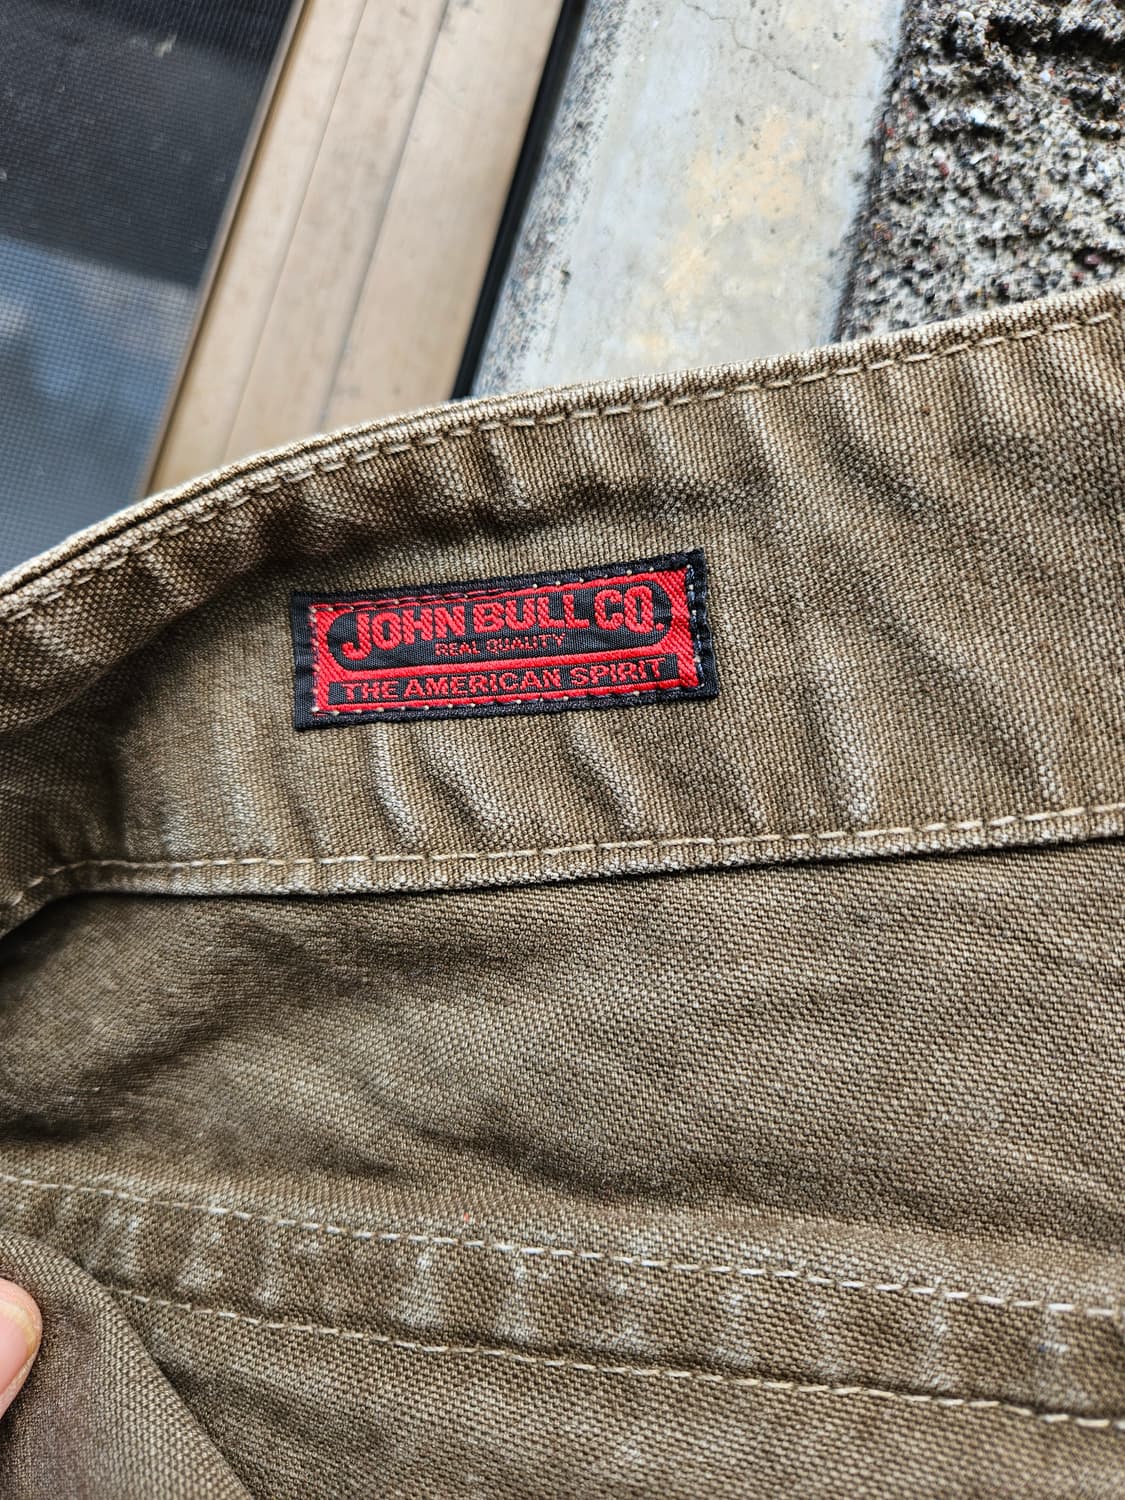 JOHN BULL CO.
REAL QUALITY
THE AMERICAN SPIRIT